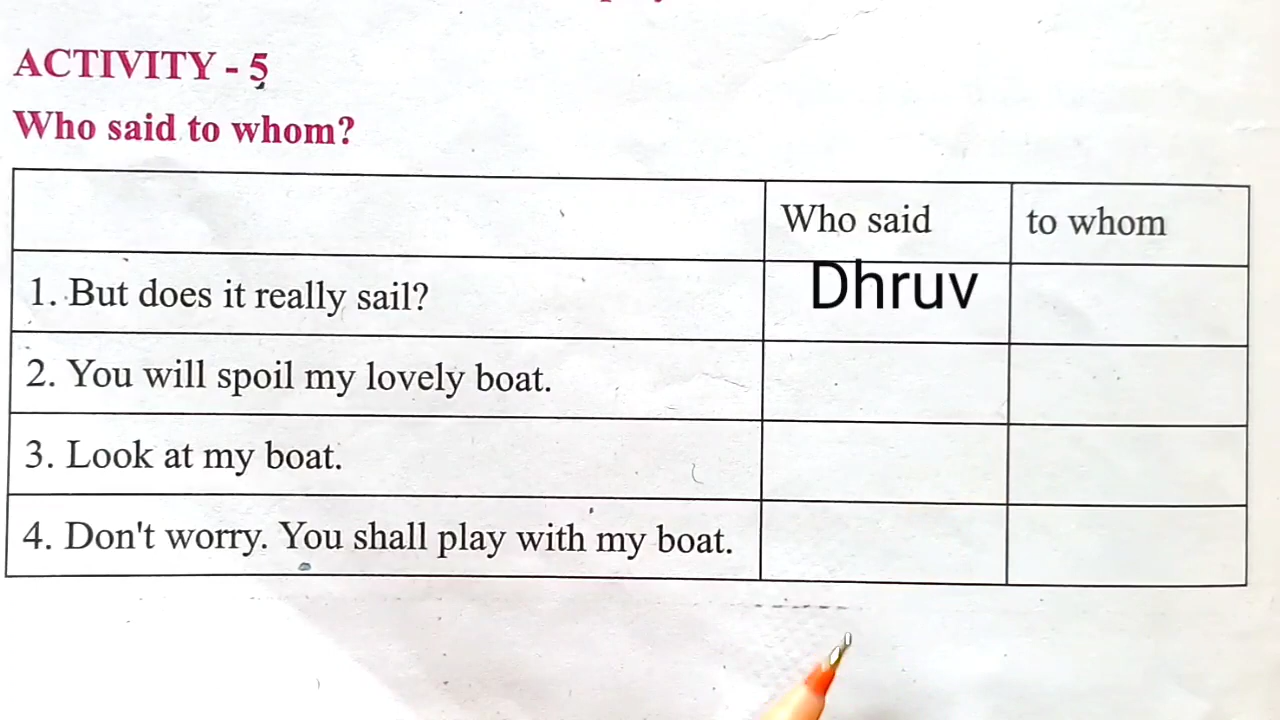 ACTIVITY - 5
Who said to whom?
Who said to whom
1. But does it really sail? Dhruv
2. You will spoil my lovely boat.
3. Look at my boat.
4. Don't worry. You shall play with my boat.